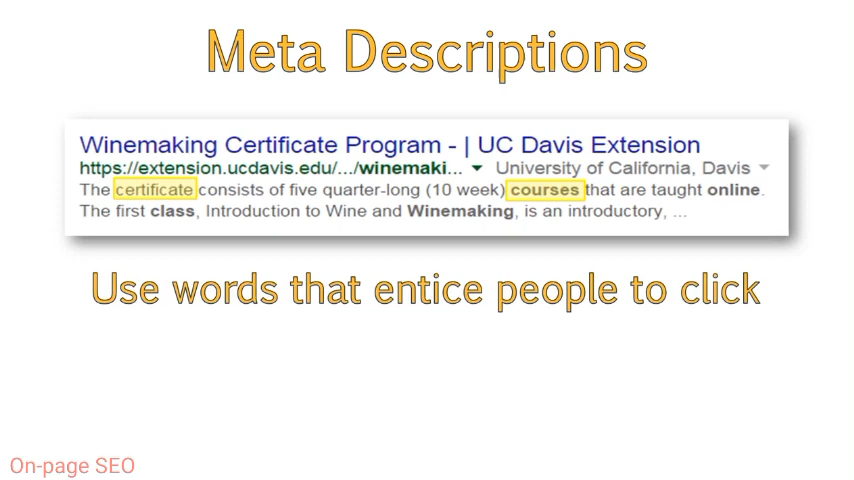 Meta Descriptions
Winemaking Certificate Program - | UC Davis Extension
https://extension.ucdavis.edu/.../winemaki... University of California, Davis
The certificate consists of five quarter-long (10 week) courses that are taught online.
The first class, Introduction to Wine and Winemaking, is an introductory, ...
Use words that entice people to click
On-page SEO